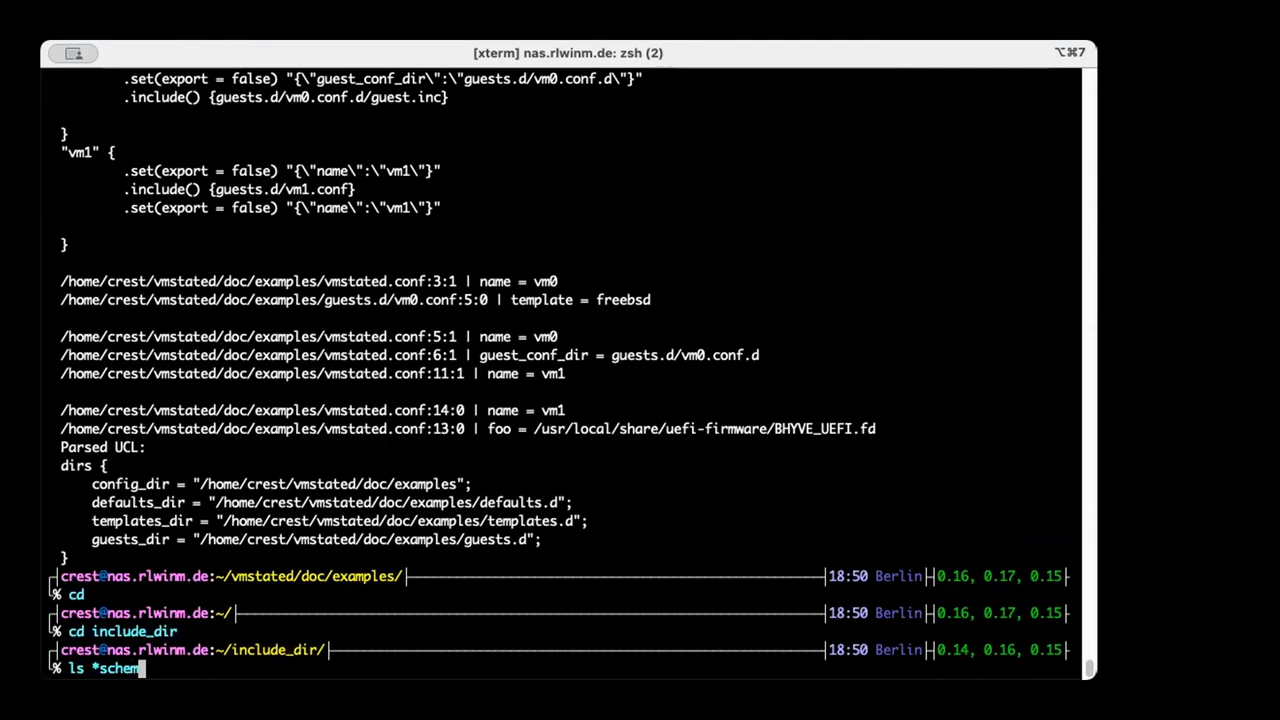 [xterm] nas.rlwinm.de: zsh (2)
⌥⌘7
.set(export = false) "{\"guest_conf_dir\":\"guests.d/vm0.conf.d\"}"
.include() {guests.d/vm0.conf.d/guest.inc}
}
"vm1" {
.set(export = false) "{\"name\":\"vm1\"}"
.include() {guests.d/vm1.conf}
.set(export = false) "{\"name\":\"vm1\"}"
}
/home/crest/vmstated/doc/examples/vmstated.conf:3:1 | name = vm0
/home/crest/vmstated/doc/examples/guests.d/vm0.conf:5:0 | template = freebsd
/home/crest/vmstated/doc/examples/vmstated.conf:5:1 | name = vm0
/home/crest/vmstated/doc/examples/vmstated.conf:6:1 | guest_conf_dir = guests.d/vm0.conf.d
/home/crest/vmstated/doc/examples/vmstated.conf:11:1 | name = vm1
/home/crest/vmstated/doc/examples/vmstated.conf:14:0 | name = vm1
/home/crest/vmstated/doc/examples/vmstated.conf:13:0 | foo = /usr/local/share/uefi-firmware/BHYVE_UEFI.fd
Parsed UCL:
dirs {
config_dir = "/home/crest/vmstated/doc/examples";
defaults_dir = "/home/crest/vmstated/doc/examples/defaults.d";
templates_dir = "/home/crest/vmstated/doc/examples/templates.d";
guests_dir = "/home/crest/vmstated/doc/examples/guests.d";
}
crest@nas.rlwinm.de:~/vmstated/doc/examples/ 18:50 Berlin 0.16, 0.17, 0.15
% cd
crest@nas.rlwinm.de:~/ 18:50 Berlin 0.16, 0.17, 0.15
% cd include_dir
crest@nas.rlwinm.de:~/include_dir/ 18:50 Berlin 0.14, 0.16, 0.15
% ls *schem